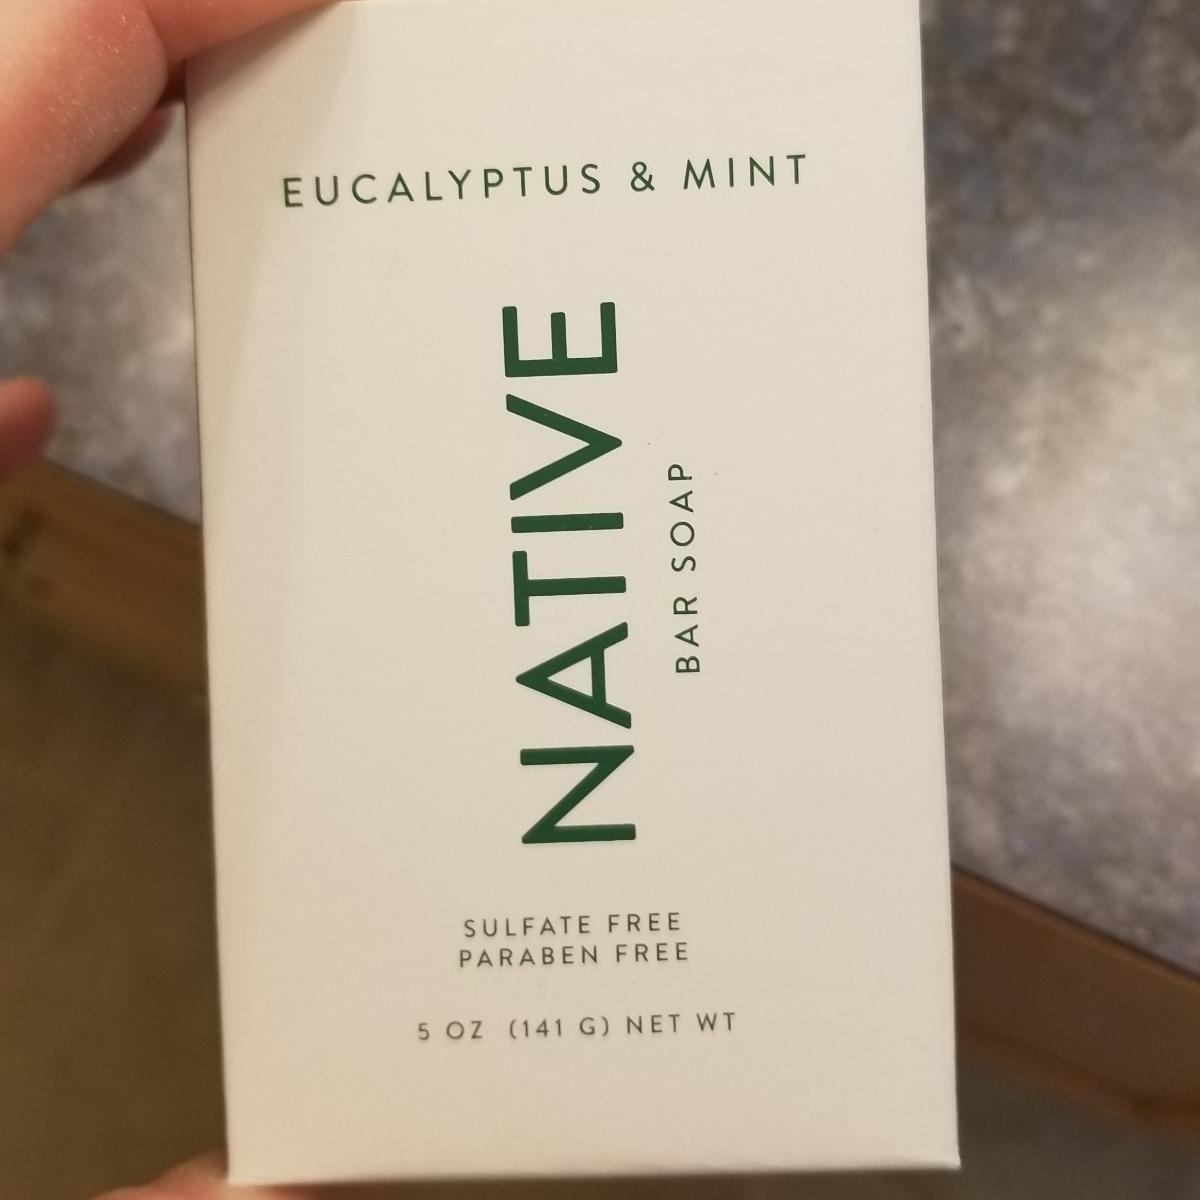 EUCALYPTUS & MINT
NATIVE
BAR SOAP
SULFATE FREE
PARABEN FREE
5 OZ (141 G) NET WT